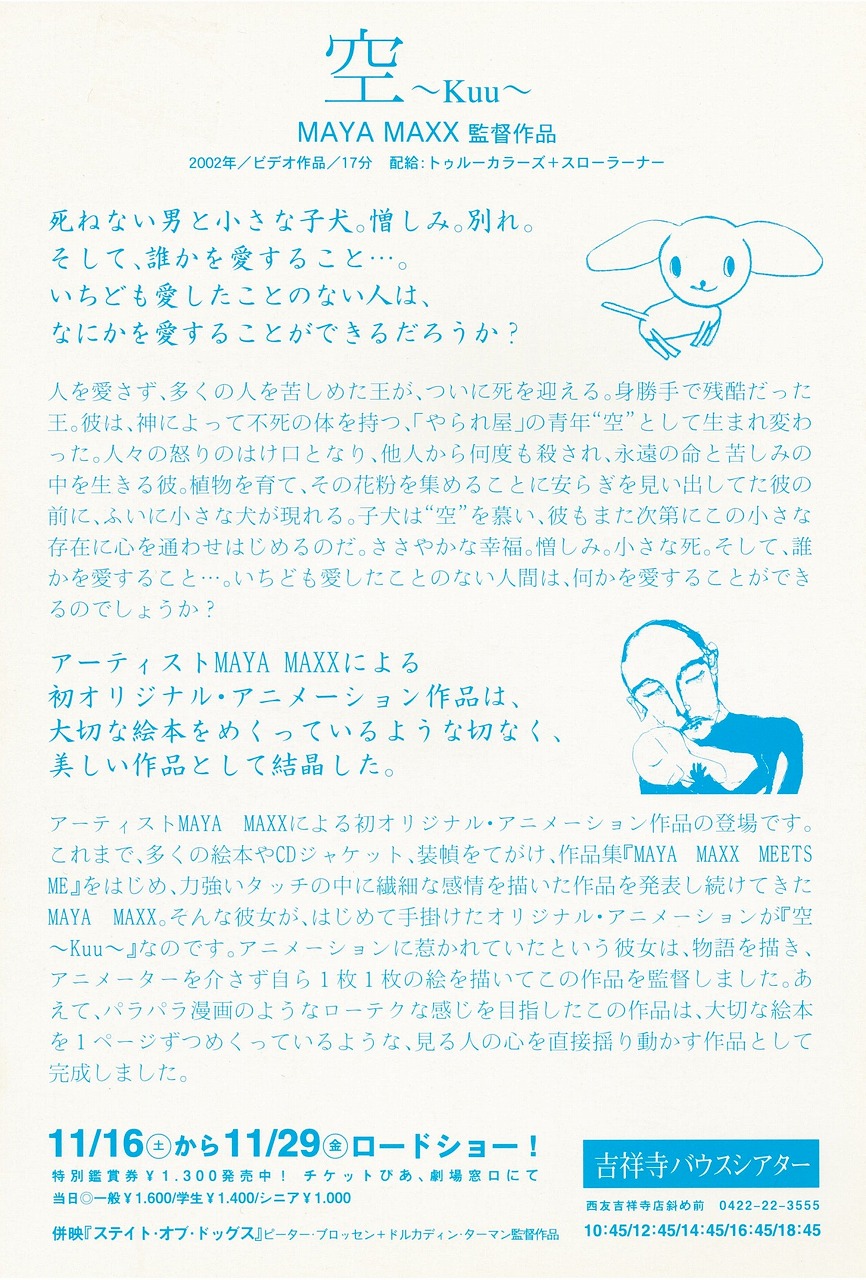 空～Kuu～
MAYA MAXX 監督作品
2002年／ビデオ作品／17分　配給:トゥルーカラーズ＋スローラーナー
死ねない男と小さな子犬。憎しみ。別れ。
そして、誰かを愛すること…。
いちども愛したことのない人は、
なにかを愛することができるだろうか？
人を愛さず、多くの人を苦しめた王が、ついに死を迎える。身勝手で残酷だった
王。彼は、神によって不死の体を持つ、「やられ屋」の青年“空”として生まれ変わ
った。人々の怒りのはけ口となり、他人から何度も殺され、永遠の命と苦しみの
中を生きる彼。植物を育て、その花粉を集めることに安らぎを見い出してた彼の
前に、ふいに小さな犬が現れる。子犬は“空”を慕い、彼もまた次第にこの小さな
存在に心を通わせはじめるのだ。ささやかな幸福。憎しみ。小さな死。そして、誰
かを愛すること…。いちども愛したことのない人間は、何かを愛することができ
るのでしょうか？
アーティストMAYA MAXXによる
初オリジナル・アニメーション作品は、
大切な絵本をめくっているような切なく、
美しい作品として結晶した。
アーティストMAYA　MAXXによる初オリジナル・アニメーション作品の登場です。
これまで、多くの絵本やCDジャケット、装幀をてがけ、作品集『MAYA　MAXX　MEETS
ME』をはじめ、力強いタッチの中に繊細な感情を描いた作品を発表し続けてきた
MAYA　MAXX。そんな彼女が、はじめて手掛けたオリジナル・アニメーションが『空
～Kuu～』なのです。アニメーションに惹かれていたという彼女は、物語を描き、
アニメーターを介さず自ら１枚１枚の絵を描いてこの作品を監督しました。あ
えて、パラパラ漫画のようなローテクな感じを目指したこの作品は、大切な絵本
を１ページずつめくっているような、見る人の心を直接揺り動かす作品として
完成しました。
11/16㊏から11/29㊎ロードショー！
特別鑑賞券¥1.300発売中！ チケットぴあ、劇場窓口にて
当日◎一般¥1.600/学生¥1.400/シニア¥1.000
併映『ステイト・オブ・ドッグス』ピーター・ブロッセン＋ドルカディン・ターマン監督作品
吉祥寺バウスシアター
西友吉祥寺店斜め前　0422-22-3555
10:45/12:45/14:45/16:45/18:45